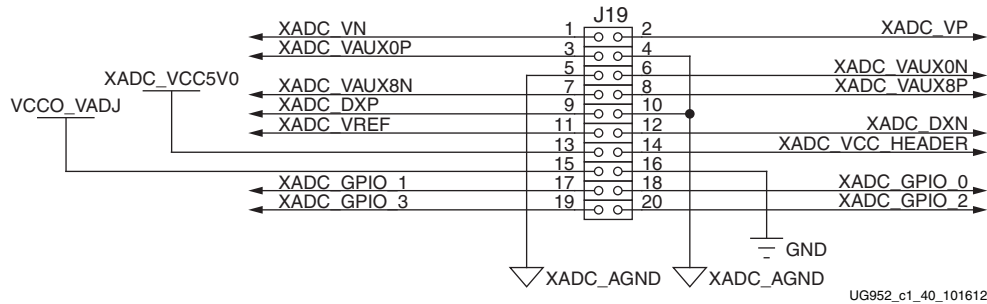 J19
XADC_VN 1 2 XADC_VP
XADC_VAUX0P 3 4
5 6 XADC_VAUX0N
XADC_VCC5V0
XADC_VAUX8N 7 8 XADC_VAUX8P
VCCO_VADJ
XADC_DXP 9 10
XADC_VREF 11 12 XADC_DXN
13 14 XADC_VCC_HEADER
15 16
XADC_GPIO_1 17 18 XADC_GPIO_0
XADC_GPIO_3 19 20 XADC_GPIO_2
GND
XADC_AGND XADC_AGND
UG952_c1_40_101612